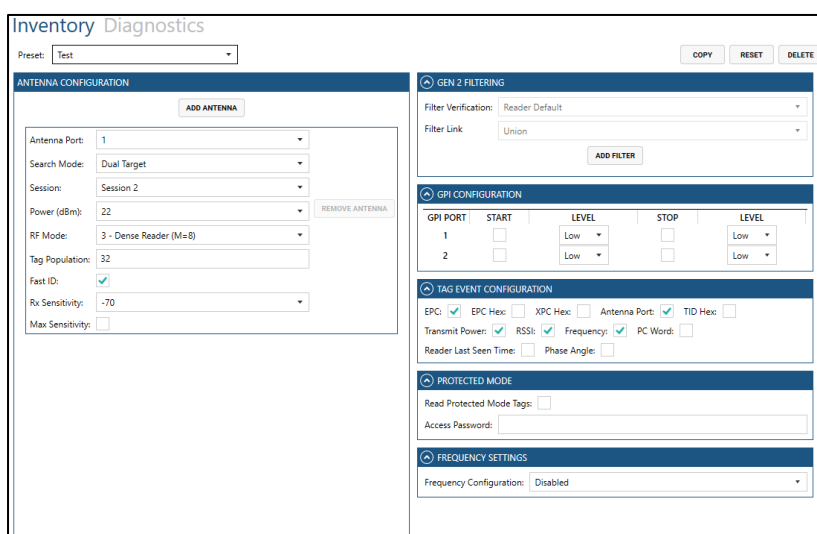 Inventory Diagnostics
Preset: Test
COPY RESET DELETE
ANTENNA CONFIGURATION
ADD ANTENNA
Antenna Port: 1
Search Mode: Dual Target
Session: Session 2
Power (dBm): 22
REMOVE ANTENNA
RF Mode: 3 - Dense Reader (M=8)
Tag Population: 32
Fast ID:
Rx Sensitivity: -70
Max Sensitivity:
GEN 2 FILTERING
Filter Verification: Reader Default
Filter Link Union
ADD FILTER
GPI CONFIGURATION
GPI PORT START LEVEL STOP LEVEL
1 Low Low
2 Low Low
TAG EVENT CONFIGURATION
EPC: EPC Hex: XPC Hex: Antenna Port: TID Hex:
Transmit Power: RSSI: Frequency: PC Word:
Reader Last Seen Time: Phase Angle:
PROTECTED MODE
Read Protected Mode Tags:
Access Password:
FREQUENCY SETTINGS
Frequency Configuration: Disabled